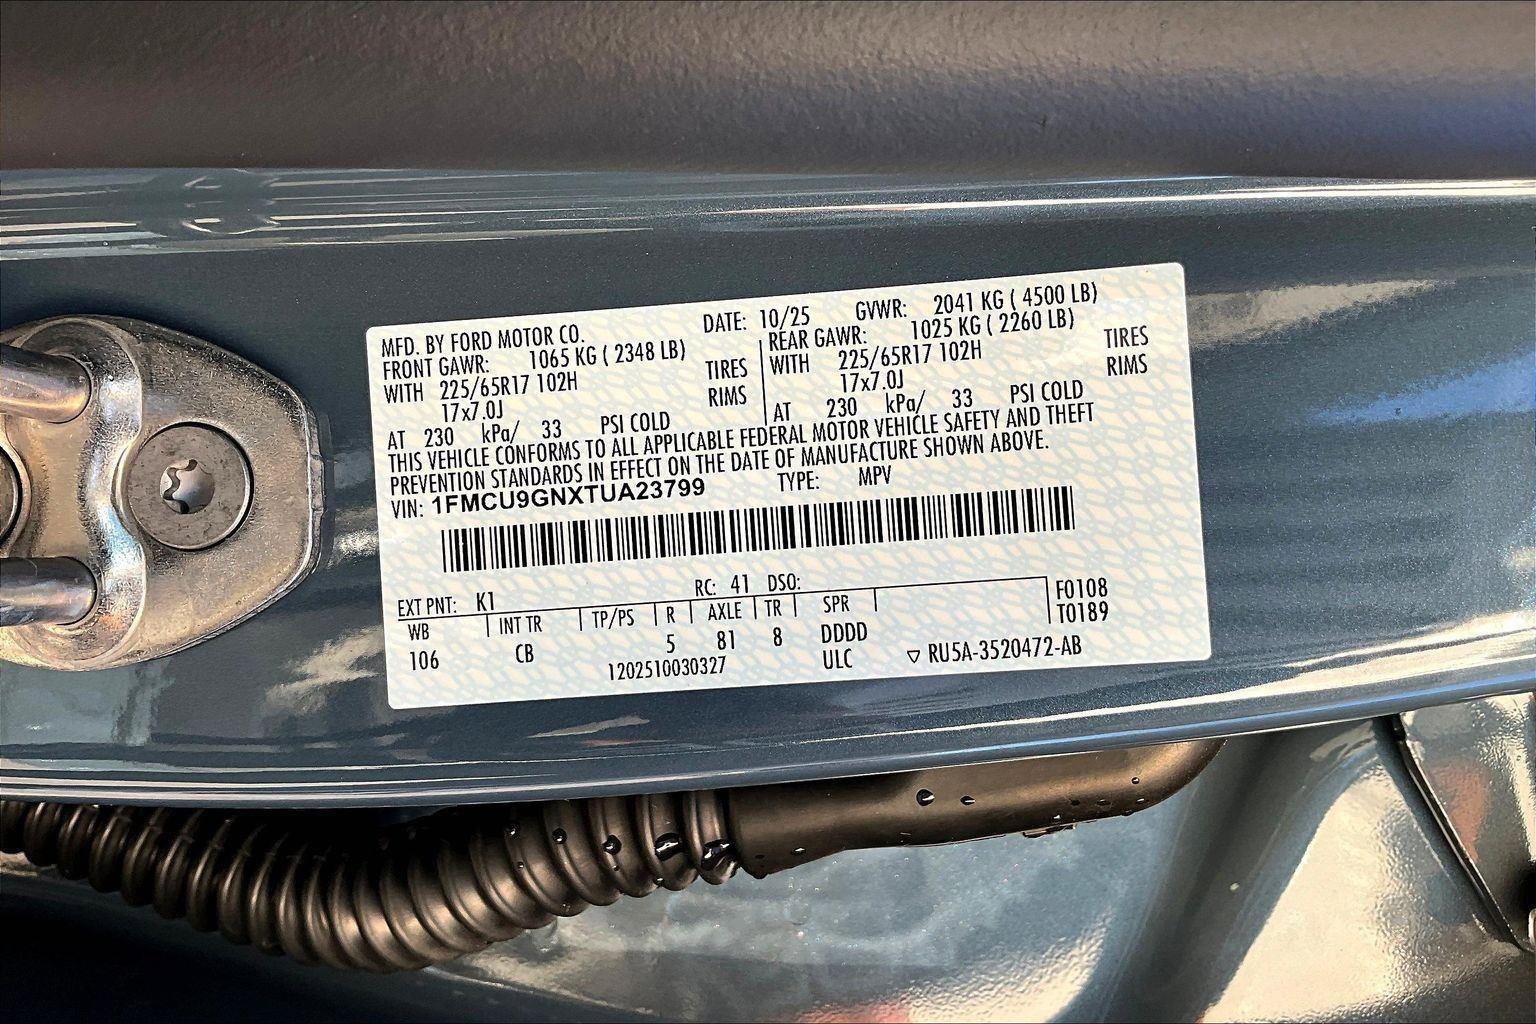 MFD. BY FORD MOTOR CO. DATE: 10/25 GVWR: 2041 KG ( 4500 LB)
FRONT GAWR: 1065 KG ( 2348 LB) REAR GAWR: 1025 KG ( 2260 LB)
WITH 225/65R17 102H TIRES WITH 225/65R17 102H TIRES
17x7.0J RIMS 17x7.0J RIMS
AT 230 kPa/ 33 PSI COLD AT 230 kPa/ 33 PSI COLD
THIS VEHICLE CONFORMS TO ALL APPLICABLE FEDERAL MOTOR VEHICLE SAFETY AND THEFT
PREVENTION STANDARDS IN EFFECT ON THE DATE OF MANUFACTURE SHOWN ABOVE.
VIN: 1FMCU9GNXTUA23799 TYPE: MPV
EXT PNT: K1 RC: 41 DSO: F0108
WB INT TR TP/PS R AXLE TR SPR T0189
106 CB 5 81 8 DDDD
1202510030327 ULC ▽ RU5A-3520472-AB